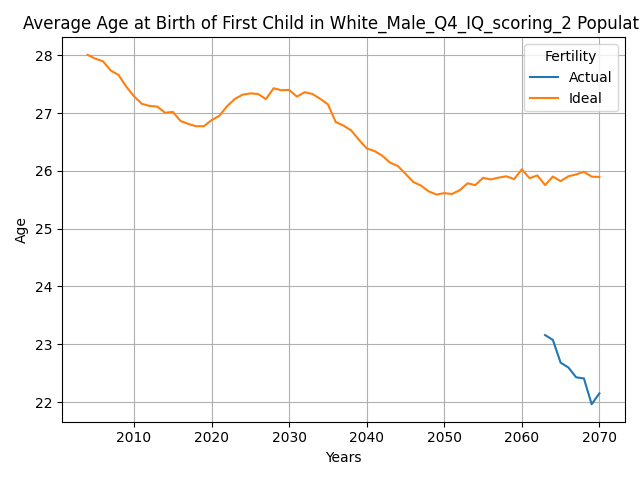 Average Age at Birth of First Child in White_Male_Q4_IQ_scoring_2 Populat
Fertility
Actual
Ideal
28
27
26
25
24
23
22
Age
2010 2020 2030 2040 2050 2060 2070
Years